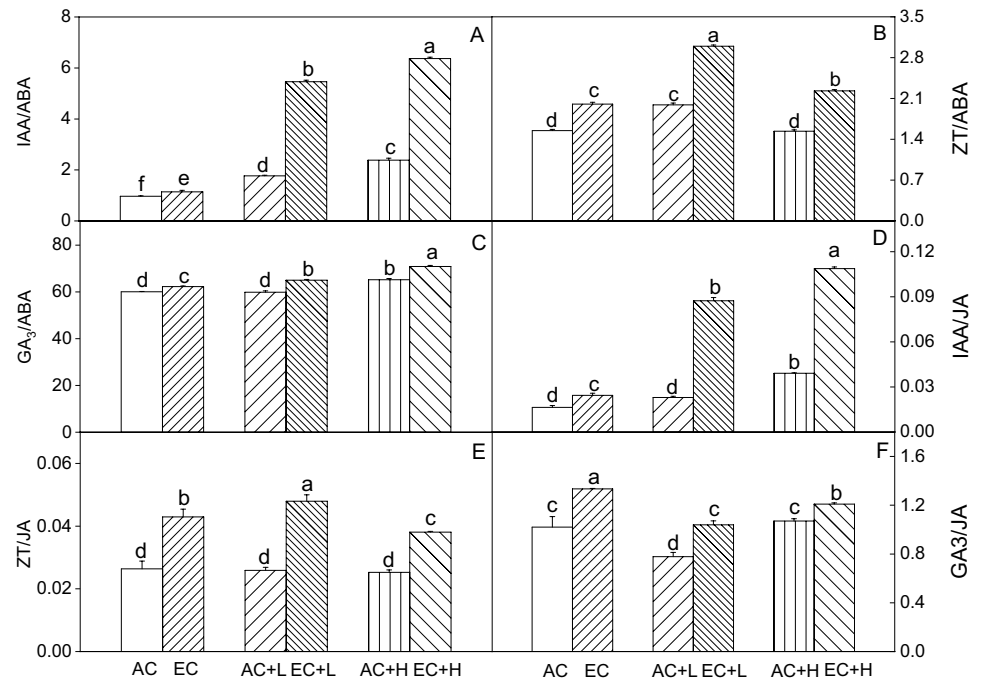 8
6
4
2
0
IAA/ABA
A
f
e
d
b
c
a
B
d
c
c
a
d
b
3.5
2.8
2.1
1.4
0.7
0.0
ZT/ABA
80
60
40
20
0
GA3/ABA
C
d
c
d
b
b
a
D
d
c
d
b
b
a
0.12
0.09
0.06
0.03
0.00
IAA/JA
0.06
0.04
0.02
0.00
ZT/JA
E
d
b
d
a
d
c
F
c
a
d
c
c
b
1.6
1.2
0.8
0.4
0.0
GA3/JA
AC EC AC+L EC+L AC+H EC+H
AC EC AC+L EC+L AC+H EC+H